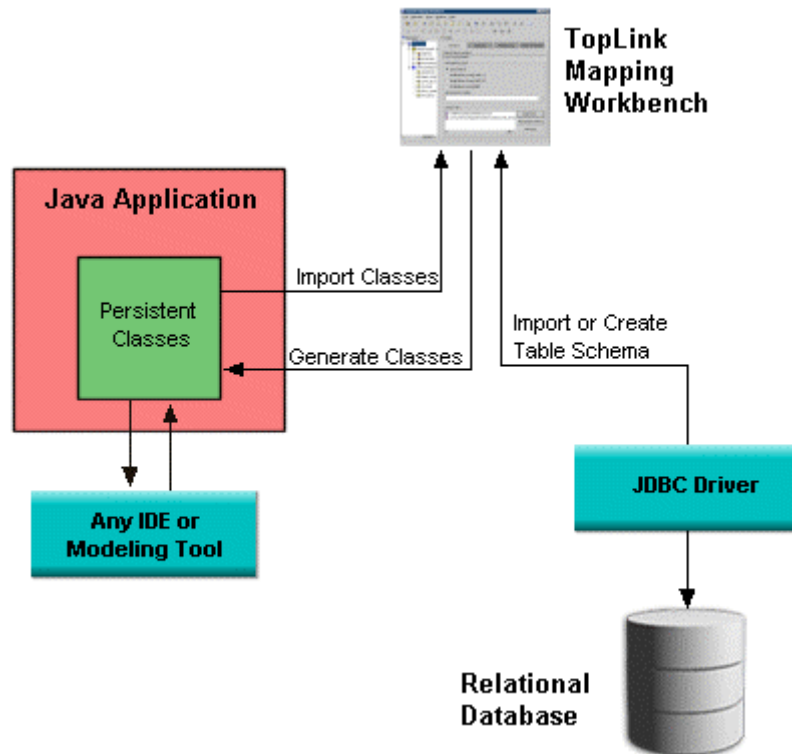 TopLink
Mapping
Workbench
Java Application
Persistent
Classes
Import Classes
Generate Classes
Import or Create
Table Schema
Any IDE or
Modeling Tool
JDBC Driver
Relational
Database